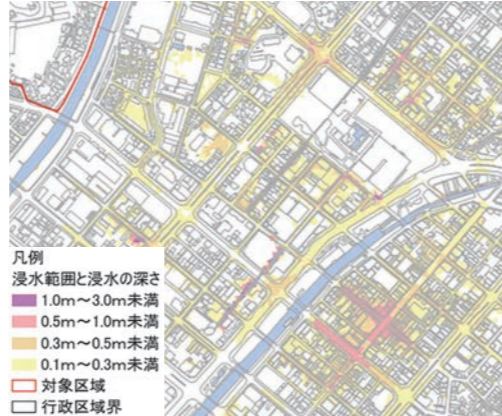 凡例
浸水範囲と浸水の深さ
1.0m～3.0m未満
0.5m～1.0m未満
0.3m～0.5m未満
0.1m～0.3m未満
対象区域
行政区域界